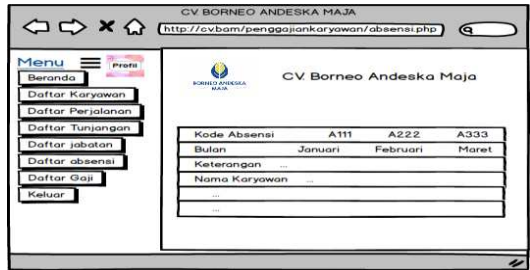 CV BORNEO ANDESKA MAJA
http://cvbam/penggajiankaryawan/absensi.php
Menu
Profil
Beranda
Daftar Karyawan
Daftar Perjalanan
Daftar Tunjangan
Daftar jabatan
Daftar absensi
Daftar Gaji
Keluar
BORNEO ANDESKA
MAJA
CV. Borneo Andeska Maja
Kode Absensi A111 A222 A333
Bulan Januari Februari Maret
Keterangan ...
Nama Karyawan ...
...
...